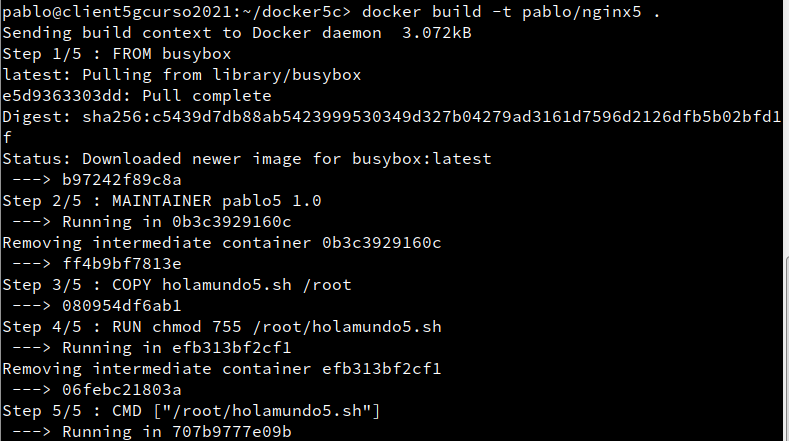 pablo@client5gcurso2021:~/docker5c> docker build -t pablo/nginx5 .
Sending build context to Docker daemon  3.072kB
Step 1/5 : FROM busybox
latest: Pulling from library/busybox
e5d9363303dd: Pull complete
Digest: sha256:c5439d7db88ab5423999530349d327b04279ad3161d7596d2126dfb5b02bfd1
f
Status: Downloaded newer image for busybox:latest
 ---> b97242f89c8a
Step 2/5 : MAINTAINER pablo5 1.0
 ---> Running in 0b3c3929160c
Removing intermediate container 0b3c3929160c
 ---> ff4b9bf7813e
Step 3/5 : COPY holamundo5.sh /root
 ---> 080954df6ab1
Step 4/5 : RUN chmod 755 /root/holamundo5.sh
 ---> Running in efb313bf2cf1
Removing intermediate container efb313bf2cf1
 ---> 06febc21803a
Step 5/5 : CMD ["/root/holamundo5.sh"]
 ---> Running in 707b9777e09b